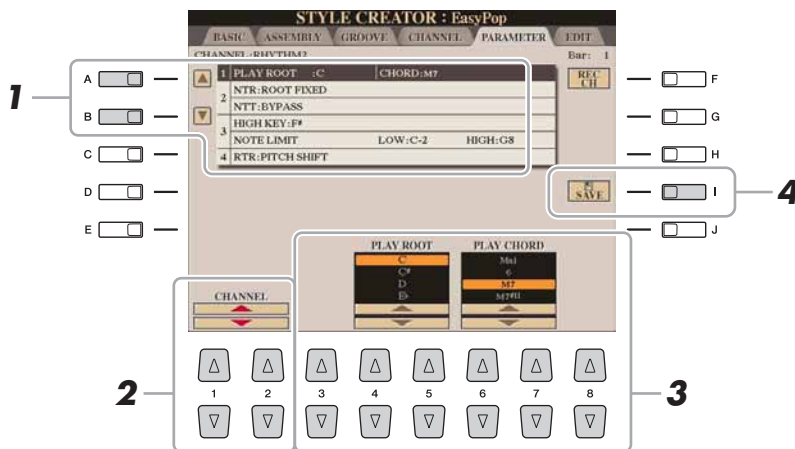 STYLE CREATOR : EasyPop
BASIC ASSEMBLY GROOVE CHANNEL PARAMETER EDIT
CHANNEL:RHYTHM2 Bar: 1
1 PLAY ROOT :C CHORD:M7
2 NTR:ROOT FIXED
NTT:BYPASS
3 HIGH KEY:F#
NOTE LIMIT LOW:C-2 HIGH:G8
4 RTR:PITCH SHIFT
REC CH
SAVE
A
B
C
D
E
F
G
H
I
J
1
4
PLAY ROOT
C
C#
D
E♭
PLAY CHORD
Maj
6
M7
M7#11
CHANNEL
2
3
1 2 3 4 5 6 7 8